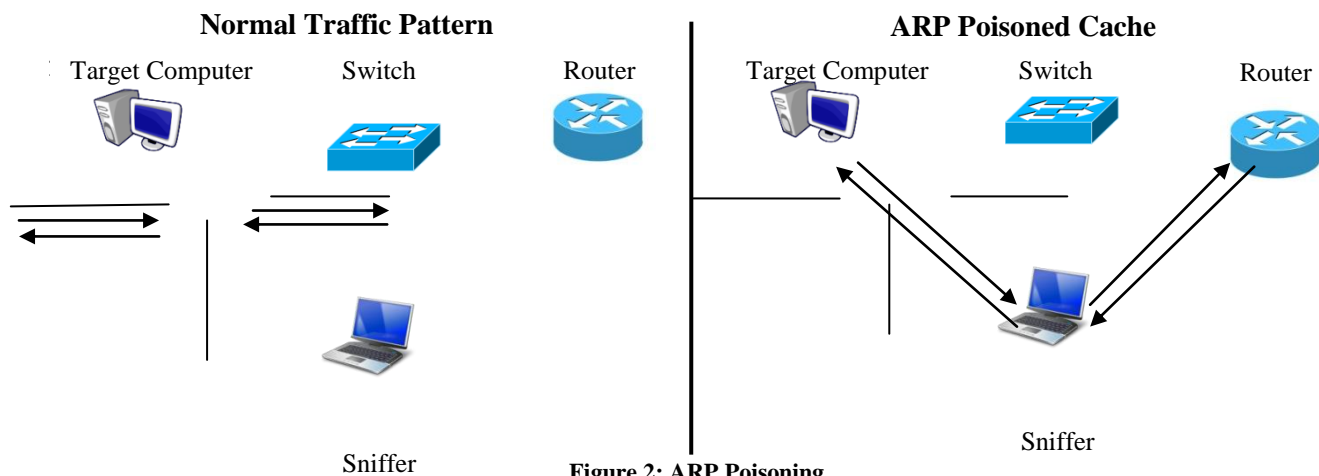 Normal Traffic Pattern
Target Computer Switch Router
Sniffer
ARP Poisoned Cache
Target Computer Switch Router
Sniffer
Figure 2: ARP Poisoning